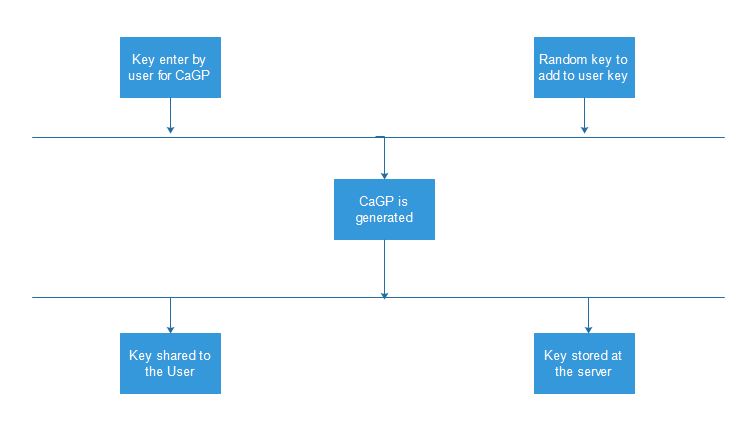 Key enter by
user for CaGP
Random key to
add to user key
CaGP is
generated
Key shared to
the User
Key stored at
the server